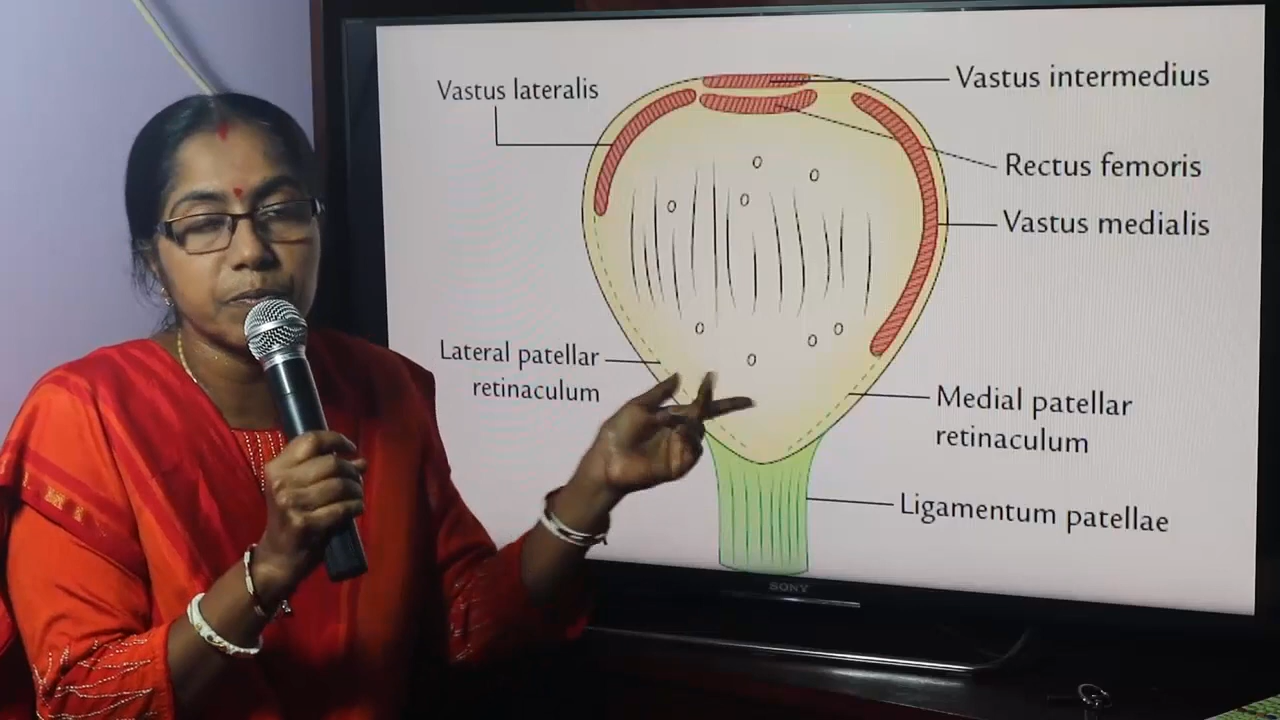 Vastus lateralis
Vastus intermedius
Rectus femoris
Vastus medialis
Lateral patellar
retinaculum
Medial patellar
retinaculum
Ligamentum patellae
SONY